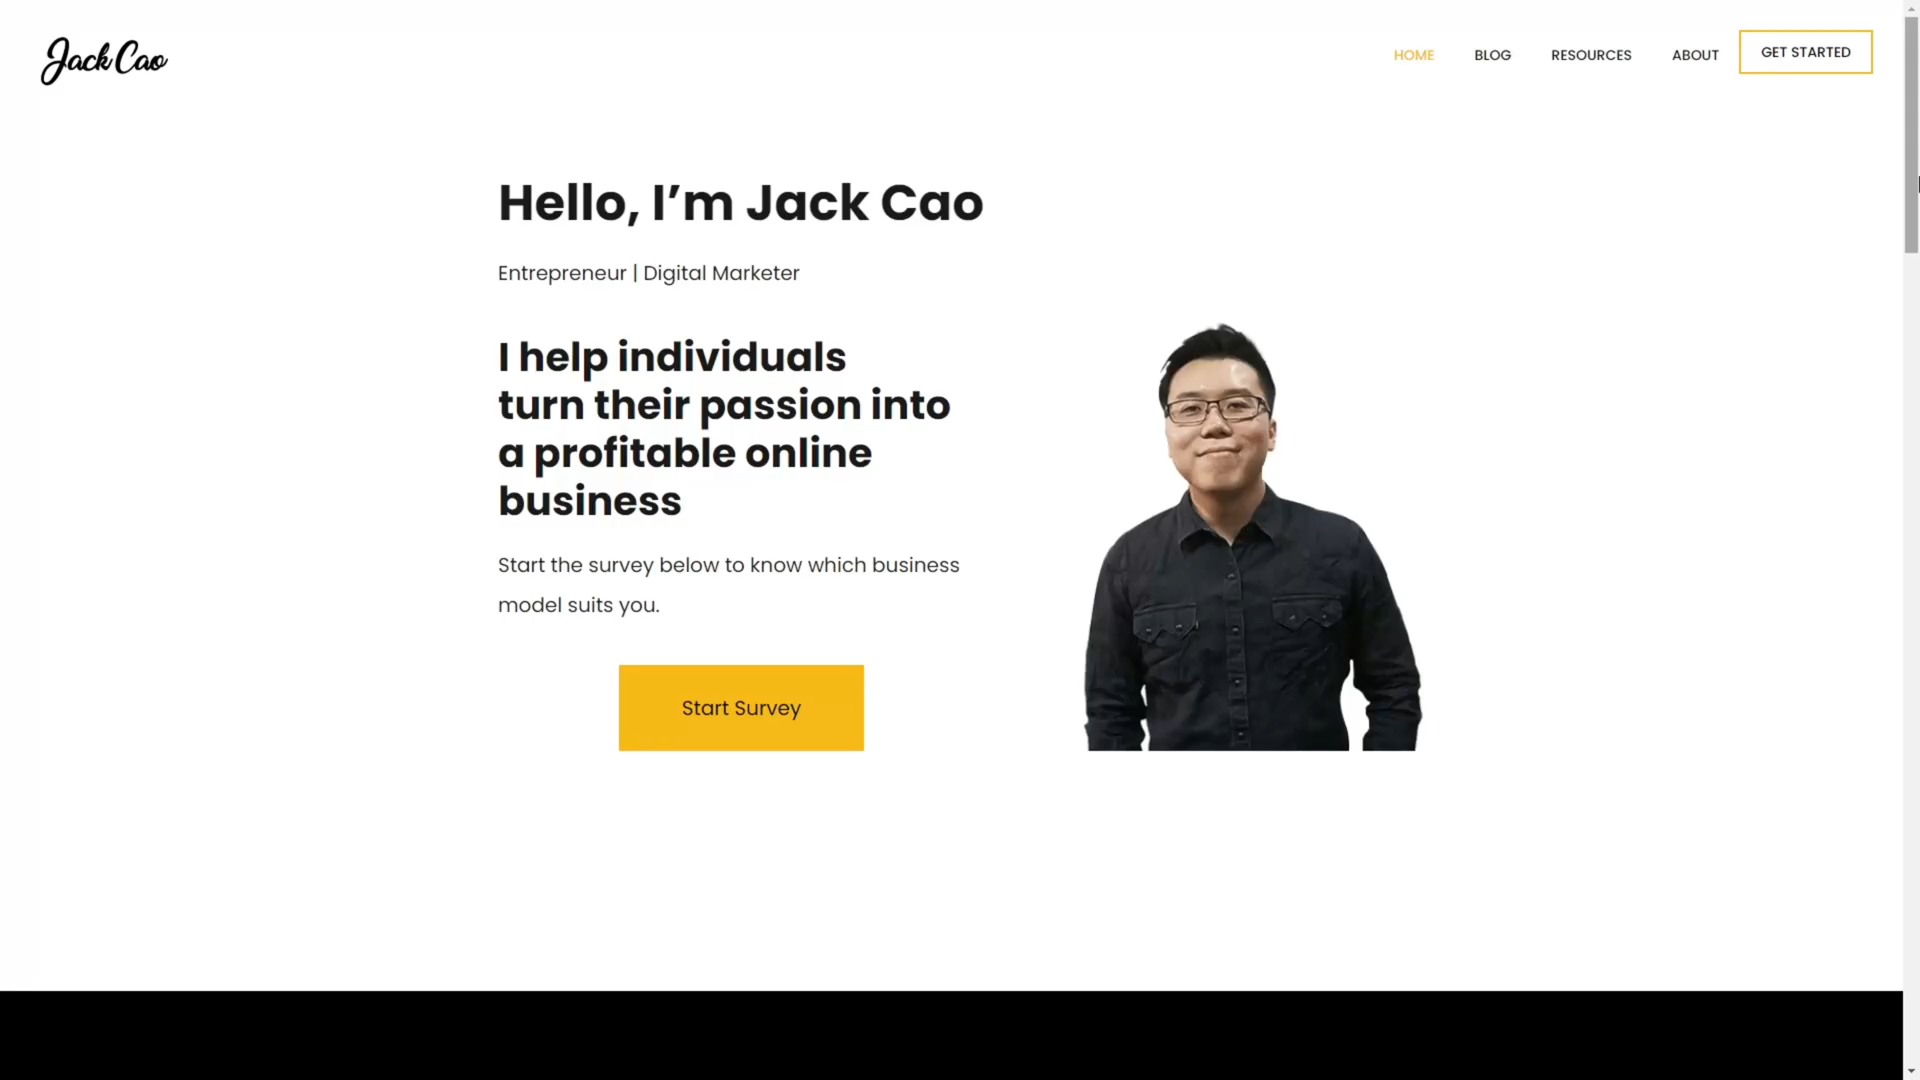 Jack Cao
HOME
BLOG
RESOURCES
ABOUT
GET STARTED
Hello, I’m Jack Cao
Entrepreneur | Digital Marketer
I help individuals
turn their passion into
a profitable online
business
Start the survey below to know which business
model suits you.
Start Survey